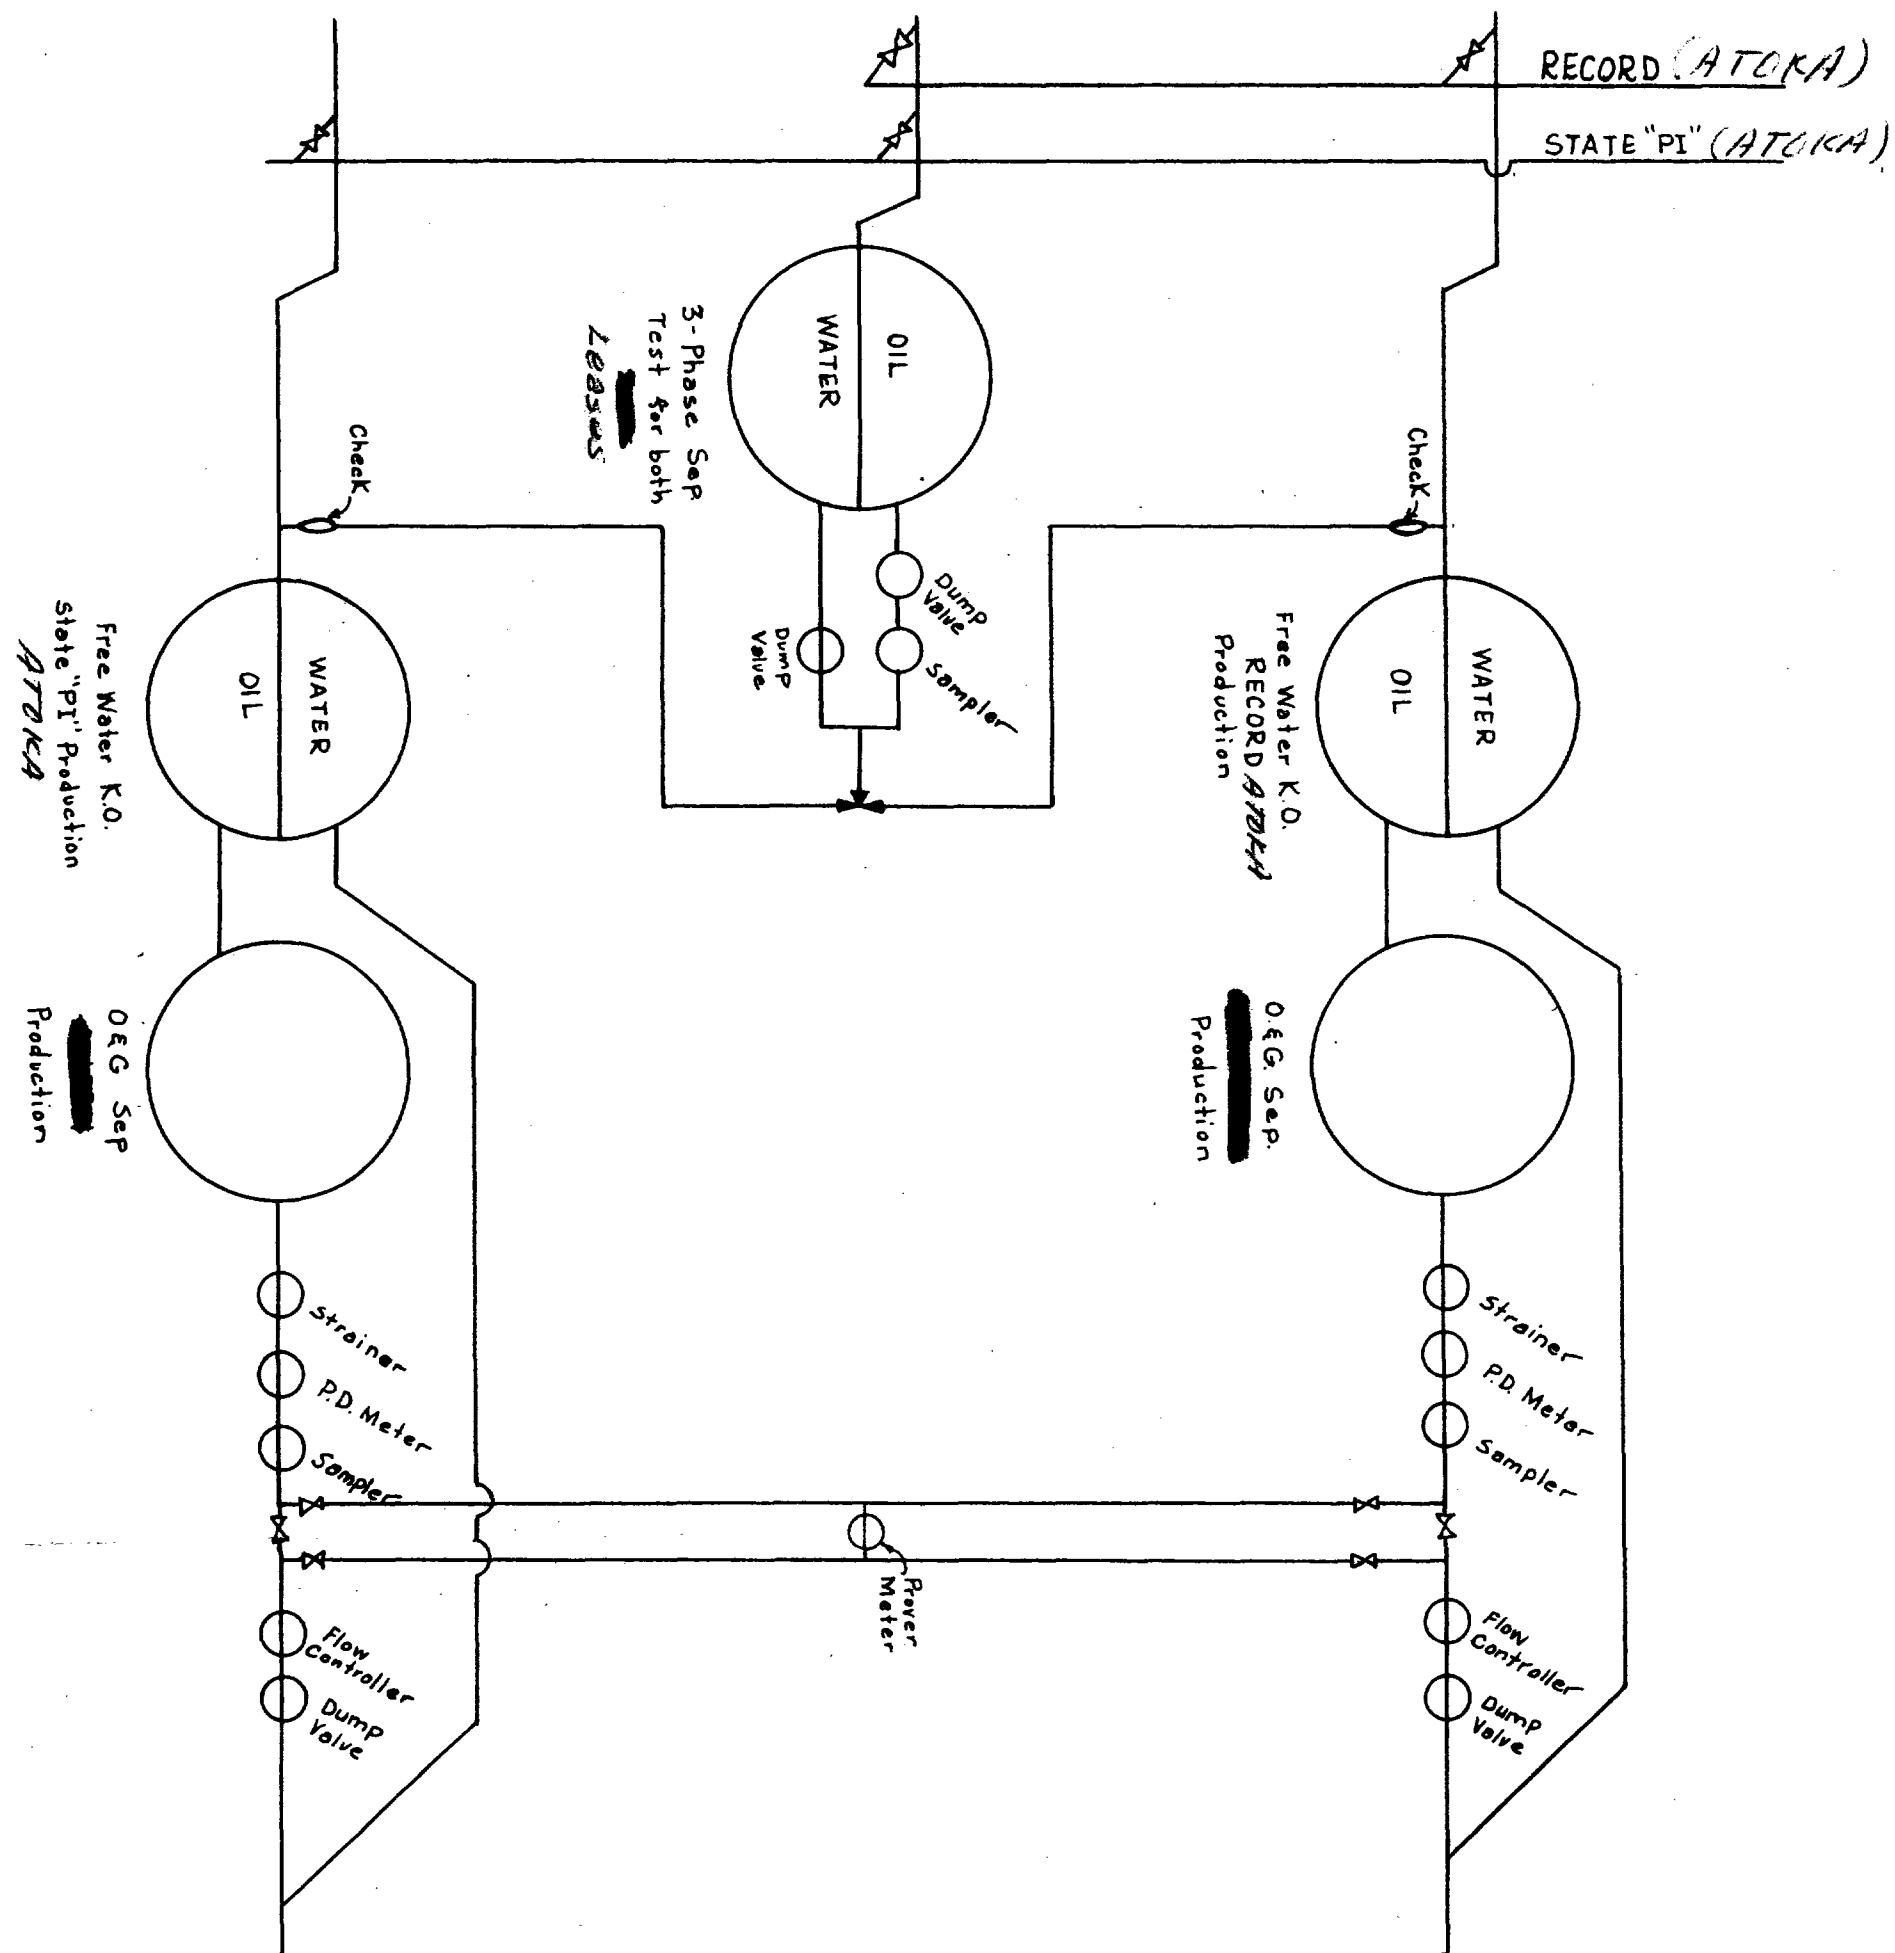 RECORD (ATOKA)
STATE "PI" (ATOKA)
3-Phase Sep.
Test for both
Leases
OIL
WATER
Check
Check
Dump
Valve
Sampler
Dump
Valve
Free Water K.O.
State "PI" Production
ATOKA
WATER
OIL
Free Water K.O.
RECORD ATOKA
Production
WATER
OIL
O&G Sep
Production
O.&G. Sep.
Production
Strainer
P.D. Meter
Sampler
Strainer
P.D. Meter
Sampler
Prover
Meter
Flow
Controller
Dump
Valve
Flow
Controller
Dump
Valve